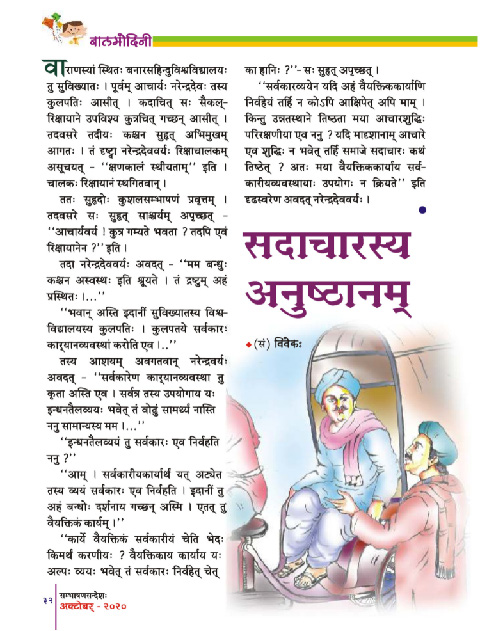 बालमोदिनी
वाराणस्यां स्थितः बनारसहिन्दुविश्वविद्यालयः
तु सुविख्यातः । पूर्वम् आचार्यः नरेन्द्रदेवः तस्य
कुलपतिः आसीत् । कदाचित् सः सैकल्-
रिक्षायाने उपविश्य कुत्रचित् गच्छन् आसीत् ।
तदवसरे तदीयः कश्चन सुहृत् अभिमुखम्
आगतः । तं दृष्ट्वा नरेन्द्रदेववर्यः रिक्षाचालकम्
असूचयत् - ‘‘क्षणकालं स्थीयताम्’’ इति ।
चालकः रिक्षायानं स्थगितवान् ।
ततः सुहृदोः कुशलसम्भाषणं प्रवृत्तम् ।
तदवसरे सः सुहृत् साश्चर्यम् अपृच्छत् -
‘‘आचार्यवर्य ! कुत्र गम्यते भवता ? तदपि एवं
रिक्षायानेन ?’’ इति ।
तदा नरेन्द्रदेववर्यः अवदत् - ‘‘मम बन्धुः
कश्चन अस्वस्थः इति श्रूयते । तं द्रष्टुम् अहं
प्रस्थितः ।...’’
‘‘भवान् अस्ति इदानीं सुविख्यातस्य विश्व-
विद्यालयस्य कुलपतिः । कुलपतये सर्वकारः
कार्‌यानव्यवस्थां करोति एव ।..’’
तस्य आशयम् अवगतवान् नरेन्द्रवर्यः
अवदत् - ‘‘सर्वकारेण कार्‌यानव्यवस्था तु
कृता अस्ति एव । सर्वत्र तस्य उपयोगाय यः
इन्धनतैलव्ययः भवेत् तं वोढुं सामर्थ्यं नास्ति
ननु सामान्यस्य मम ।...’’
‘‘इन्धनतैलव्ययं तु सर्वकारः एव निर्वहति
ननु ?’’
‘‘आम् । सर्वकारीयकार्यार्थं यत् अट्येत
तस्य व्ययं सर्वकारः एव निर्वहति । इदानीं तु
अहं बन्धोः दर्शनाय गच्छन् अस्मि । एतत् तु
वैयक्तिकं कार्यम् ।’’
‘‘कार्ये वैयक्तिकं सर्वकारीयं चेति भेदः
किमर्थं करणीयः ? वैयक्तिकाय कार्याय यः
अल्पः व्ययः भवेत् तं सर्वकारः निर्वहेत् चेत्
का हानिः ?’’- सः सुहृत् अपृच्छत् ।
‘‘सर्वकारव्ययेन यदि अहं वैयक्तिककार्याणि
निर्वहेयं तर्हि न कोऽपि आक्षिपेत् अपि माम् ।
किन्तु उन्नतस्थाने तिष्ठता मया आचारशुद्धिः
परिरक्षणीया एव ननु ? यदि मादृशानाम् आचारे
एव शुद्धिः न भवेत् तर्हि समाजे सदाचारः कथं
तिष्ठेत् ? अतः मया वैयक्तिककार्याय सर्व-
कारीयव्यवस्थायाः उपयोगः न क्रियते’’ इति
दृढस्वरेण अवदत् नरेन्द्रदेववर्यः ।
सदाचारस्य
अनुष्ठानम्
(सं) विवेकः
३२
सम्भाषणसन्देशः
अक्टोबर् - २०२०